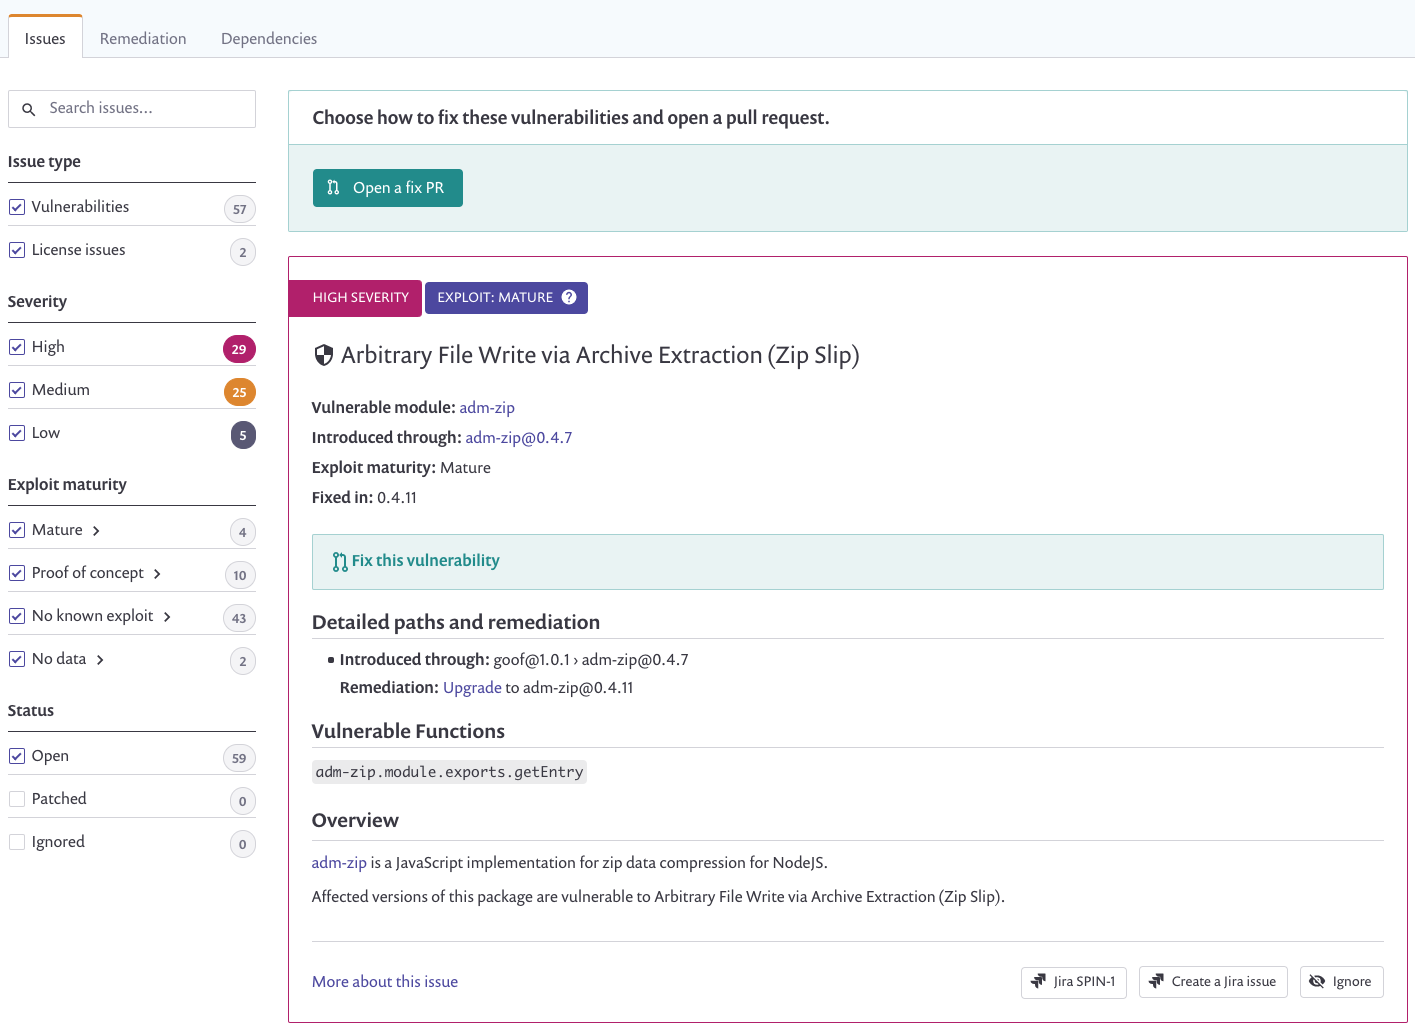 Issues Remediation Dependencies
Search issues...
Issue type
Vulnerabilities 57
License issues 2
Severity
High 29
Medium 25
Low 5
Exploit maturity
Mature 4
Proof of concept 10
No known exploit 43
No data 2
Status
Open 59
Patched 0
Ignored 0
Choose how to fix these vulnerabilities and open a pull request.
Open a fix PR
HIGH SEVERITY EXPLOIT: MATURE ?
Arbitrary File Write via Archive Extraction (Zip Slip)
Vulnerable module: adm-zip
Introduced through: adm-zip@0.4.7
Exploit maturity: Mature
Fixed in: 0.4.11
Fix this vulnerability
Detailed paths and remediation
• Introduced through: goof@1.0.1 › adm-zip@0.4.7
Remediation: Upgrade to adm-zip@0.4.11
Vulnerable Functions
adm-zip.module.exports.getEntry
Overview
adm-zip is a JavaScript implementation for zip data compression for NodeJS.
Affected versions of this package are vulnerable to Arbitrary File Write via Archive Extraction (Zip Slip).
More about this issue Jira SPIN-1 Create a Jira issue Ignore